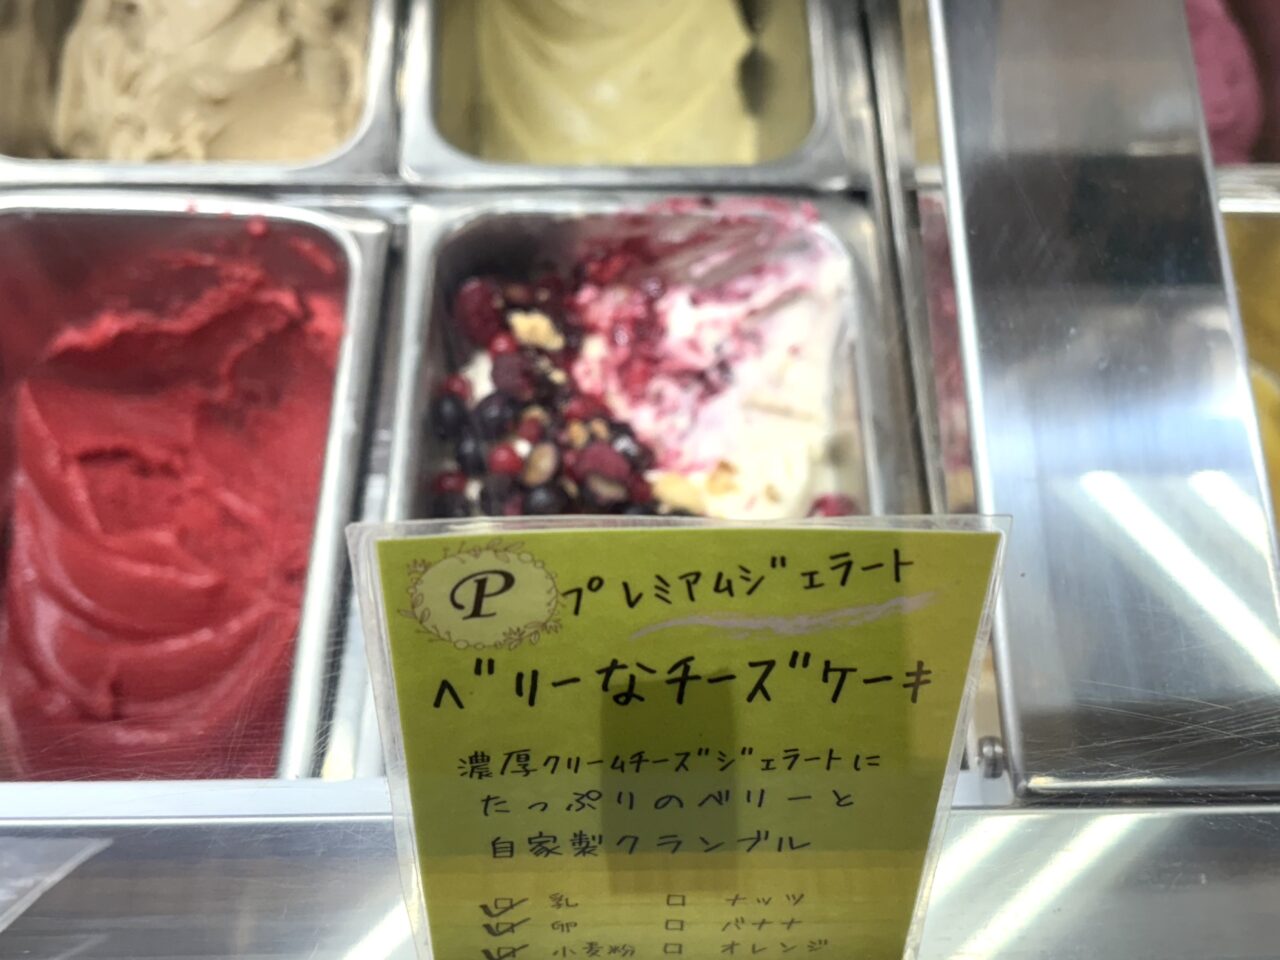 P プレミアムジェラート
ベリーなチーズケーキ
濃厚クリームチーズジェラートに
たっぷりのベリーと
自家製クランブル
☑ 乳 □ ナッツ
☑ 卵 □ バナナ
☑ 小麦粉 □ オレンジ